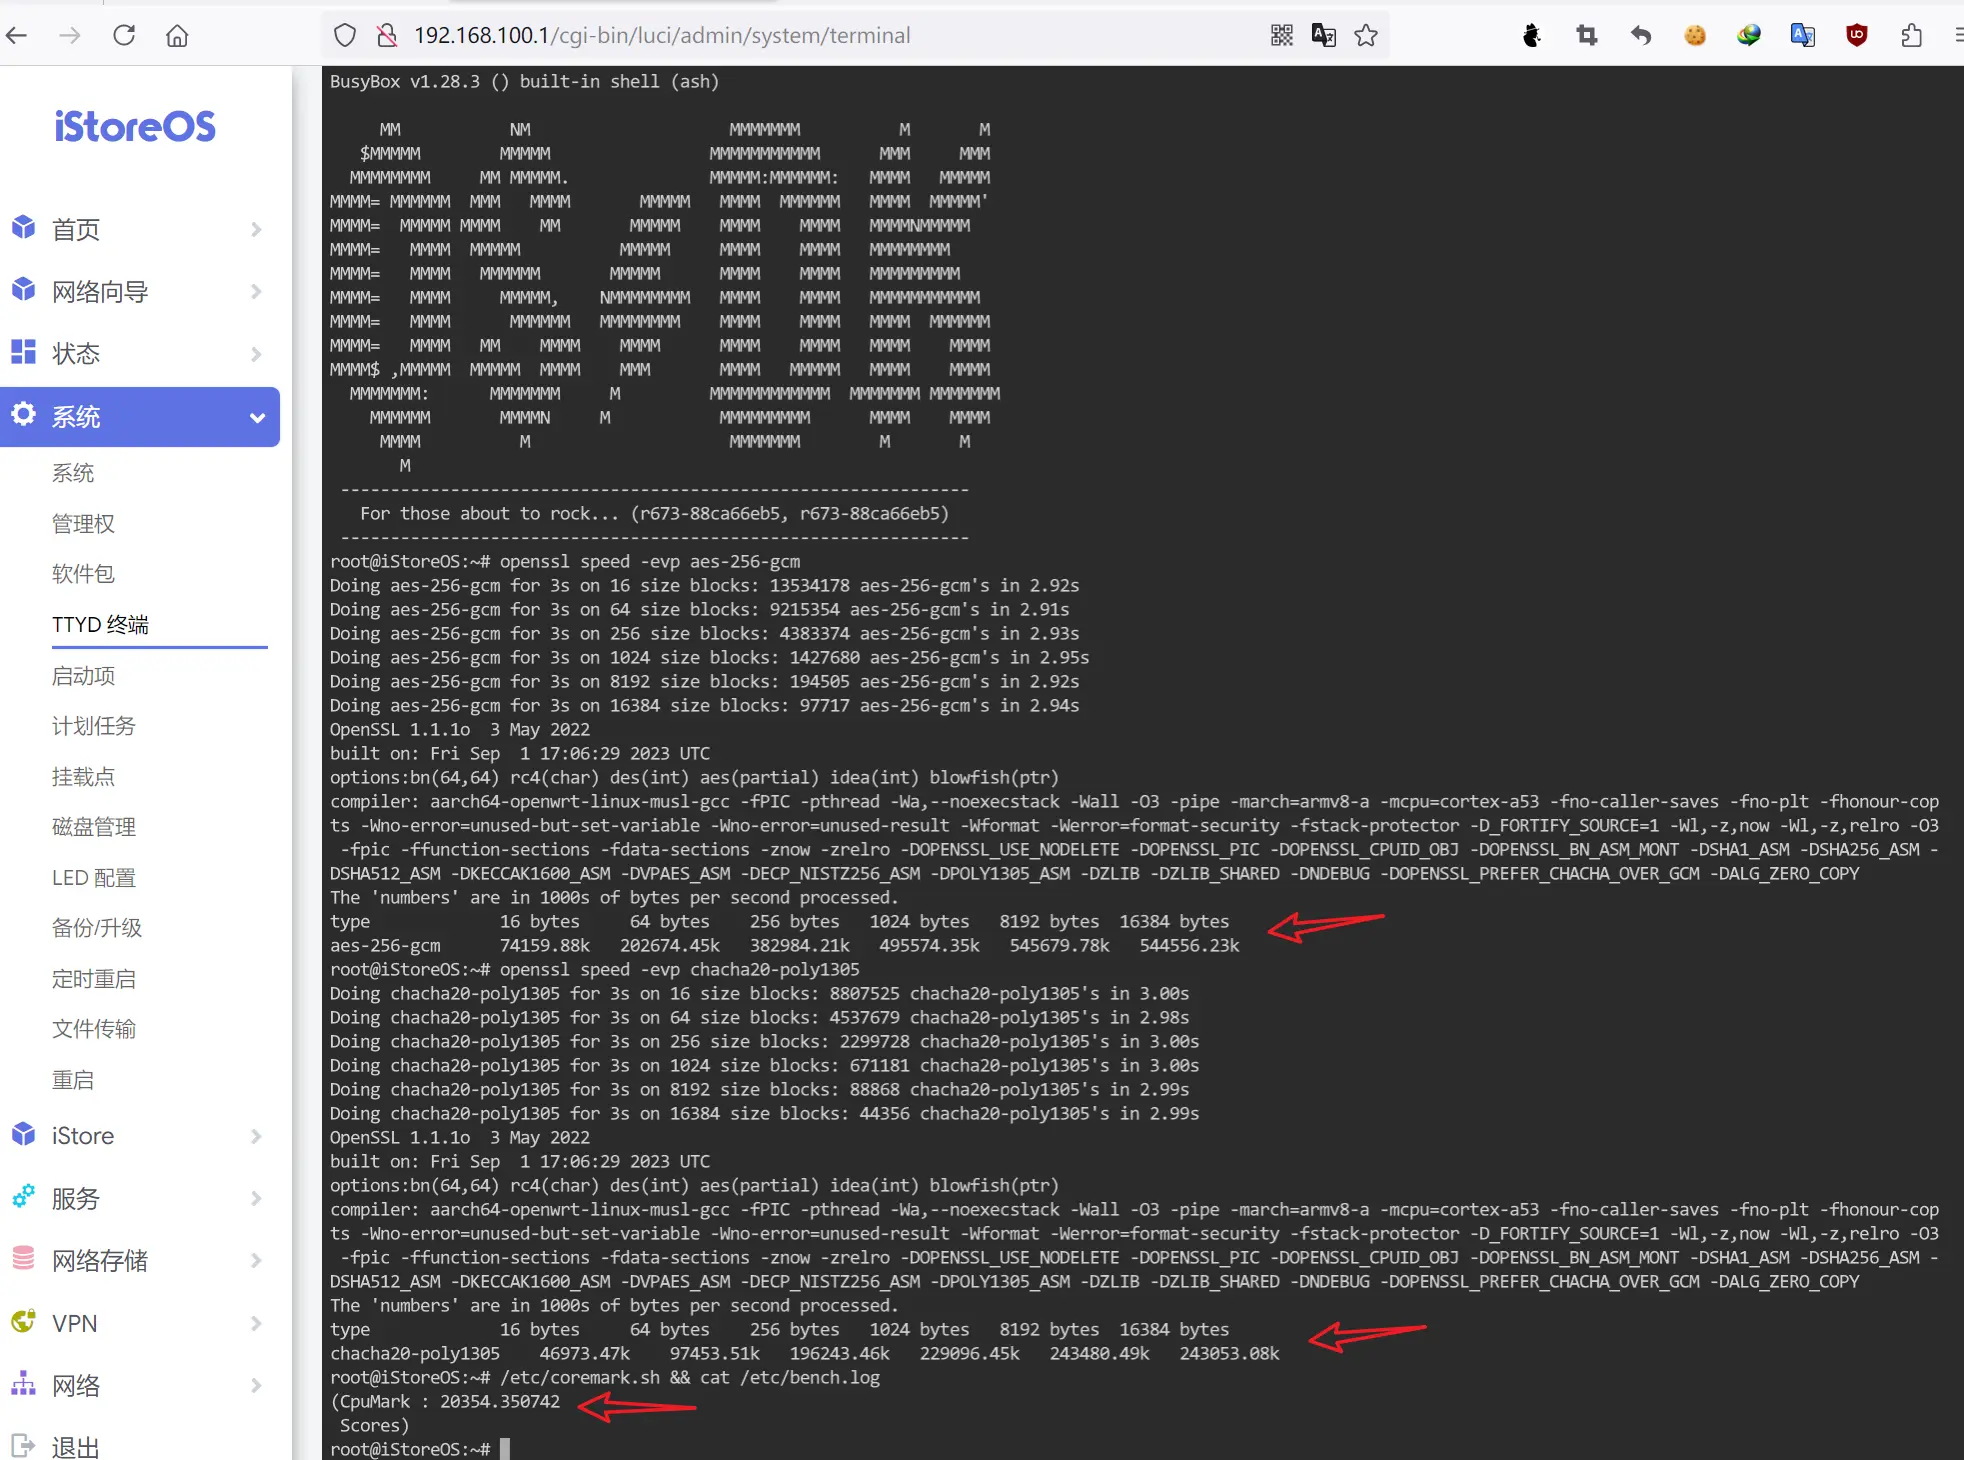 192.168.100.1/cgi-bin/luci/admin/system/terminal
iStoreOS
首页
网络向导
状态
系统
系统
管理权
软件包
TTYD 终端
启动项
计划任务
挂载点
磁盘管理
LED 配置
备份/升级
定时重启
文件传输
重启
iStore
服务
网络存储
VPN
网络
退出
BusyBox v1.28.3 () built-in shell (ash)
     MM           NM                    MMMMMMM          M       M
   $MMMMM        MMMMM                MMMMMMMMMMM      MMM     MMM
  MMMMMMMM     MM MMMMM.              MMMMM:MMMMMM:   MMMM   MMMMM
MMMM= MMMMMM  MMM   MMMM       MMMMM   MMMM  MMMMMM   MMMM  MMMMM'
MMMM=  MMMMM MMMM    MM       MMMMM    MMMM    MMMM   MMMMNMMMMM
MMMM=   MMMM  MMMMM          MMMMM     MMMM    MMMM   MMMMMMMM
MMMM=   MMMM   MMMMMM       MMMMM      MMMM    MMMM   MMMMMMMMM
MMMM=   MMMM     MMMMM,    NMMMMMMMM   MMMM    MMMM   MMMMMMMMMMM
MMMM=   MMMM      MMMMMM   MMMMMMMM    MMMM    MMMM   MMMM  MMMMMM
MMMM=   MMMM   MM    MMMM    MMMM      MMMM    MMMM   MMMM    MMMM
MMMM$ ,MMMMM  MMMMM  MMMM    MMM       MMMM   MMMMM   MMMM    MMMM
  MMMMMMM:      MMMMMMM     M         MMMMMMMMMMMM  MMMMMMM MMMMMMM
    MMMMMM       MMMMN     M           MMMMMMMMM      MMMM    MMMM
     MMMM          M                    MMMMMMM        M       M
       M
 ---------------------------------------------------------------
   For those about to rock... (r673-88ca66eb5, r673-88ca66eb5)
 ---------------------------------------------------------------
root@iStoreOS:~# openssl speed -evp aes-256-gcm
Doing aes-256-gcm for 3s on 16 size blocks: 13534178 aes-256-gcm's in 2.92s
Doing aes-256-gcm for 3s on 64 size blocks: 9215354 aes-256-gcm's in 2.91s
Doing aes-256-gcm for 3s on 256 size blocks: 4383374 aes-256-gcm's in 2.93s
Doing aes-256-gcm for 3s on 1024 size blocks: 1427680 aes-256-gcm's in 2.95s
Doing aes-256-gcm for 3s on 8192 size blocks: 194505 aes-256-gcm's in 2.92s
Doing aes-256-gcm for 3s on 16384 size blocks: 97717 aes-256-gcm's in 2.94s
OpenSSL 1.1.1o  3 May 2022
built on: Fri Sep  1 17:06:29 2023 UTC
options:bn(64,64) rc4(char) des(int) aes(partial) idea(int) blowfish(ptr)
compiler: aarch64-openwrt-linux-musl-gcc -fPIC -pthread -Wa,--noexecstack -Wall -O3 -pipe -march=armv8-a -mcpu=cortex-a53 -fno-caller-saves -fno-plt -fhonour-cop
ts -Wno-error=unused-but-set-variable -Wno-error=unused-result -Wformat -Werror=format-security -fstack-protector -D_FORTIFY_SOURCE=1 -Wl,-z,now -Wl,-z,relro -O3
 -fpic -ffunction-sections -fdata-sections -znow -zrelro -DOPENSSL_USE_NODELETE -DOPENSSL_PIC -DOPENSSL_CPUID_OBJ -DOPENSSL_BN_ASM_MONT -DSHA1_ASM -DSHA256_ASM -
DSHA512_ASM -DKECCAK1600_ASM -DVPAES_ASM -DECP_NISTZ256_ASM -DPOLY1305_ASM -DZLIB -DZLIB_SHARED -DNDEBUG -DOPENSSL_PREFER_CHACHA_OVER_GCM -DALG_ZERO_COPY
The 'numbers' are in 1000s of bytes per second processed.
type             16 bytes     64 bytes    256 bytes   1024 bytes   8192 bytes  16384 bytes
aes-256-gcm      74159.88k   202674.45k   382984.21k   495574.35k   545679.78k   544556.23k
root@iStoreOS:~# openssl speed -evp chacha20-poly1305
Doing chacha20-poly1305 for 3s on 16 size blocks: 8807525 chacha20-poly1305's in 3.00s
Doing chacha20-poly1305 for 3s on 64 size blocks: 4537679 chacha20-poly1305's in 2.98s
Doing chacha20-poly1305 for 3s on 256 size blocks: 2299728 chacha20-poly1305's in 3.00s
Doing chacha20-poly1305 for 3s on 1024 size blocks: 671181 chacha20-poly1305's in 3.00s
Doing chacha20-poly1305 for 3s on 8192 size blocks: 88868 chacha20-poly1305's in 2.99s
Doing chacha20-poly1305 for 3s on 16384 size blocks: 44356 chacha20-poly1305's in 2.99s
OpenSSL 1.1.1o  3 May 2022
built on: Fri Sep  1 17:06:29 2023 UTC
options:bn(64,64) rc4(char) des(int) aes(partial) idea(int) blowfish(ptr)
compiler: aarch64-openwrt-linux-musl-gcc -fPIC -pthread -Wa,--noexecstack -Wall -O3 -pipe -march=armv8-a -mcpu=cortex-a53 -fno-caller-saves -fno-plt -fhonour-cop
ts -Wno-error=unused-but-set-variable -Wno-error=unused-result -Wformat -Werror=format-security -fstack-protector -D_FORTIFY_SOURCE=1 -Wl,-z,now -Wl,-z,relro -O3
 -fpic -ffunction-sections -fdata-sections -znow -zrelro -DOPENSSL_USE_NODELETE -DOPENSSL_PIC -DOPENSSL_CPUID_OBJ -DOPENSSL_BN_ASM_MONT -DSHA1_ASM -DSHA256_ASM -
DSHA512_ASM -DKECCAK1600_ASM -DVPAES_ASM -DECP_NISTZ256_ASM -DPOLY1305_ASM -DZLIB -DZLIB_SHARED -DNDEBUG -DOPENSSL_PREFER_CHACHA_OVER_GCM -DALG_ZERO_COPY
The 'numbers' are in 1000s of bytes per second processed.
type             16 bytes     64 bytes    256 bytes   1024 bytes   8192 bytes  16384 bytes
chacha20-poly1305    46973.47k    97453.51k   196243.46k   229096.45k   243480.49k   243053.08k
root@iStoreOS:~# /etc/coremark.sh && cat /etc/bench.log
(CpuMark : 20354.350742
 Scores)
root@iStoreOS:~#